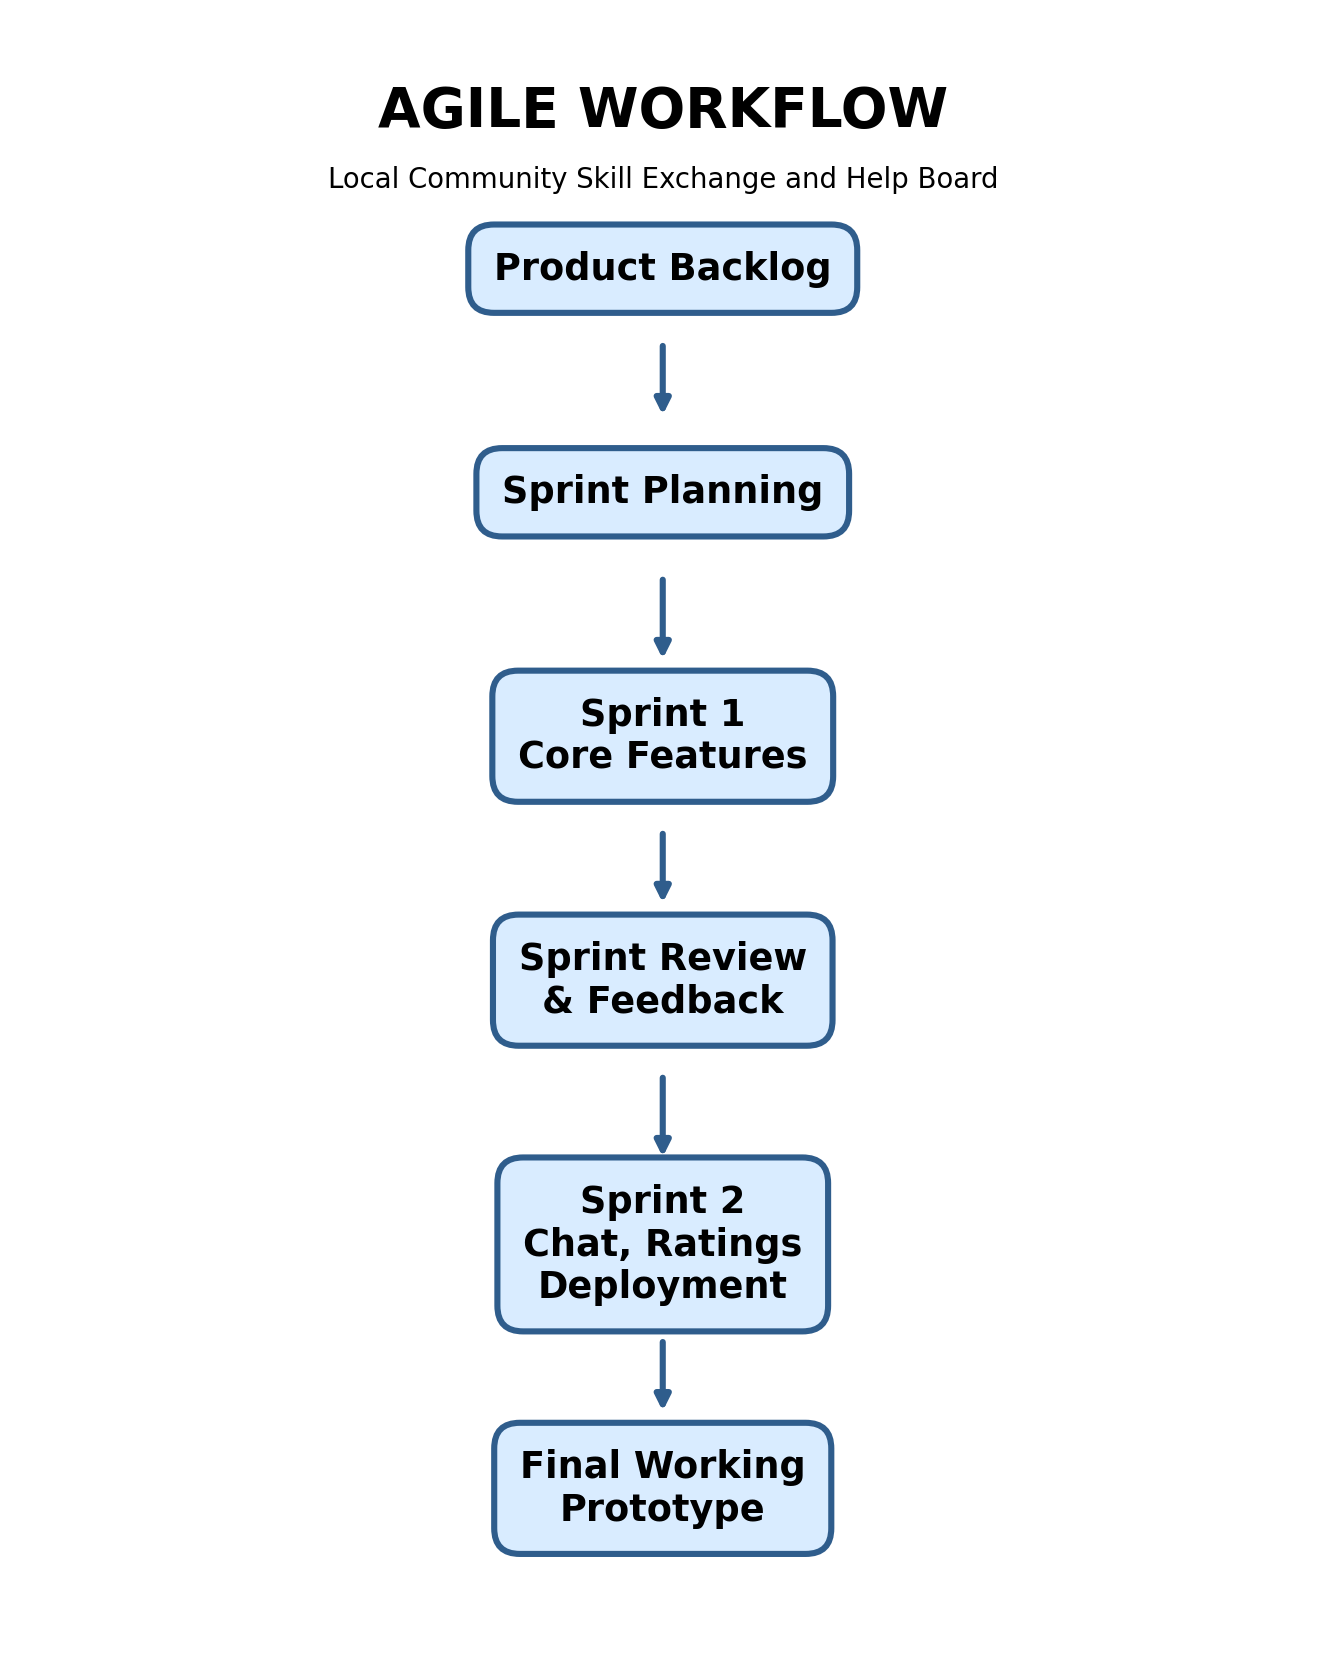 AGILE WORKFLOW
Local Community Skill Exchange and Help Board
Product Backlog
Sprint Planning
Sprint 1
Core Features
Sprint Review
& Feedback
Sprint 2
Chat, Ratings
Deployment
Final Working
Prototype